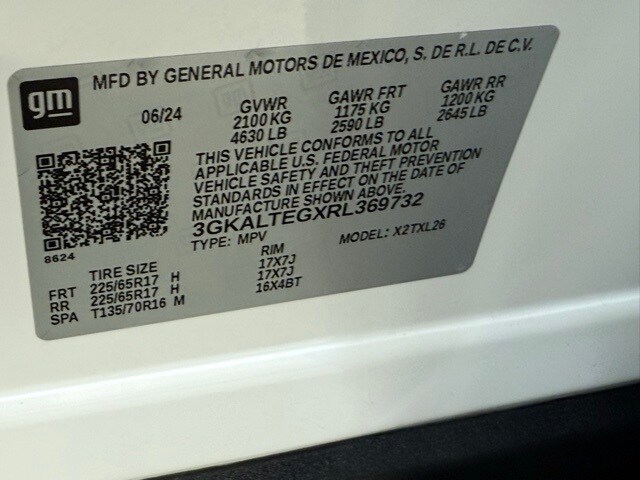 gm
MFD BY GENERAL MOTORS DE MEXICO, S. DE R.L. DE C.V.
06/24 GVWR GAWR FRT GAWR RR
2100 KG 1175 KG 1200 KG
4630 LB 2590 LB 2645 LB
THIS VEHICLE CONFORMS TO ALL
APPLICABLE U.S. FEDERAL MOTOR
VEHICLE SAFETY AND THEFT PREVENTION
STANDARDS IN EFFECT ON THE DATE OF
MANUFACTURE SHOWN ABOVE.
3GKALTEGXRL369732
8624
TYPE: MPV MODEL: X2TXL26
TIRE SIZE RIM
FRT 225/65R17 H 17X7J
RR 225/65R17 H 17X7J
SPA T135/70R16 M 16X4BT